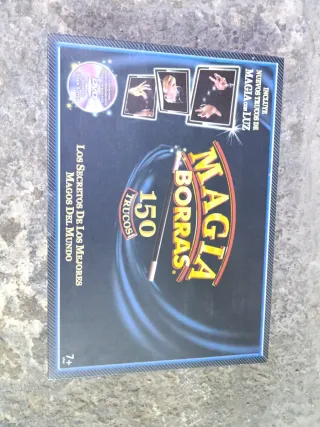 INCLUYE
NUEVOS TRUCOS DE
MAGIA CON LUZ
MAGIA
BORRAS
150
TRUCOS
LOS SECRETOS DE LOS MEJORES
MAGOS DEL MUNDO
7+